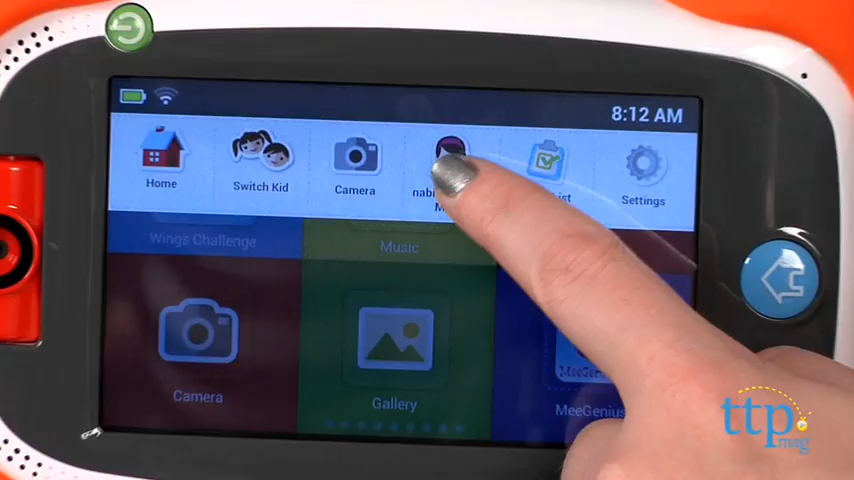 8:12 AM
Home
Switch Kid
Camera
Settings
Wings Challenge
Music
Camera
Gallery
MeeGenius
ttp
mag